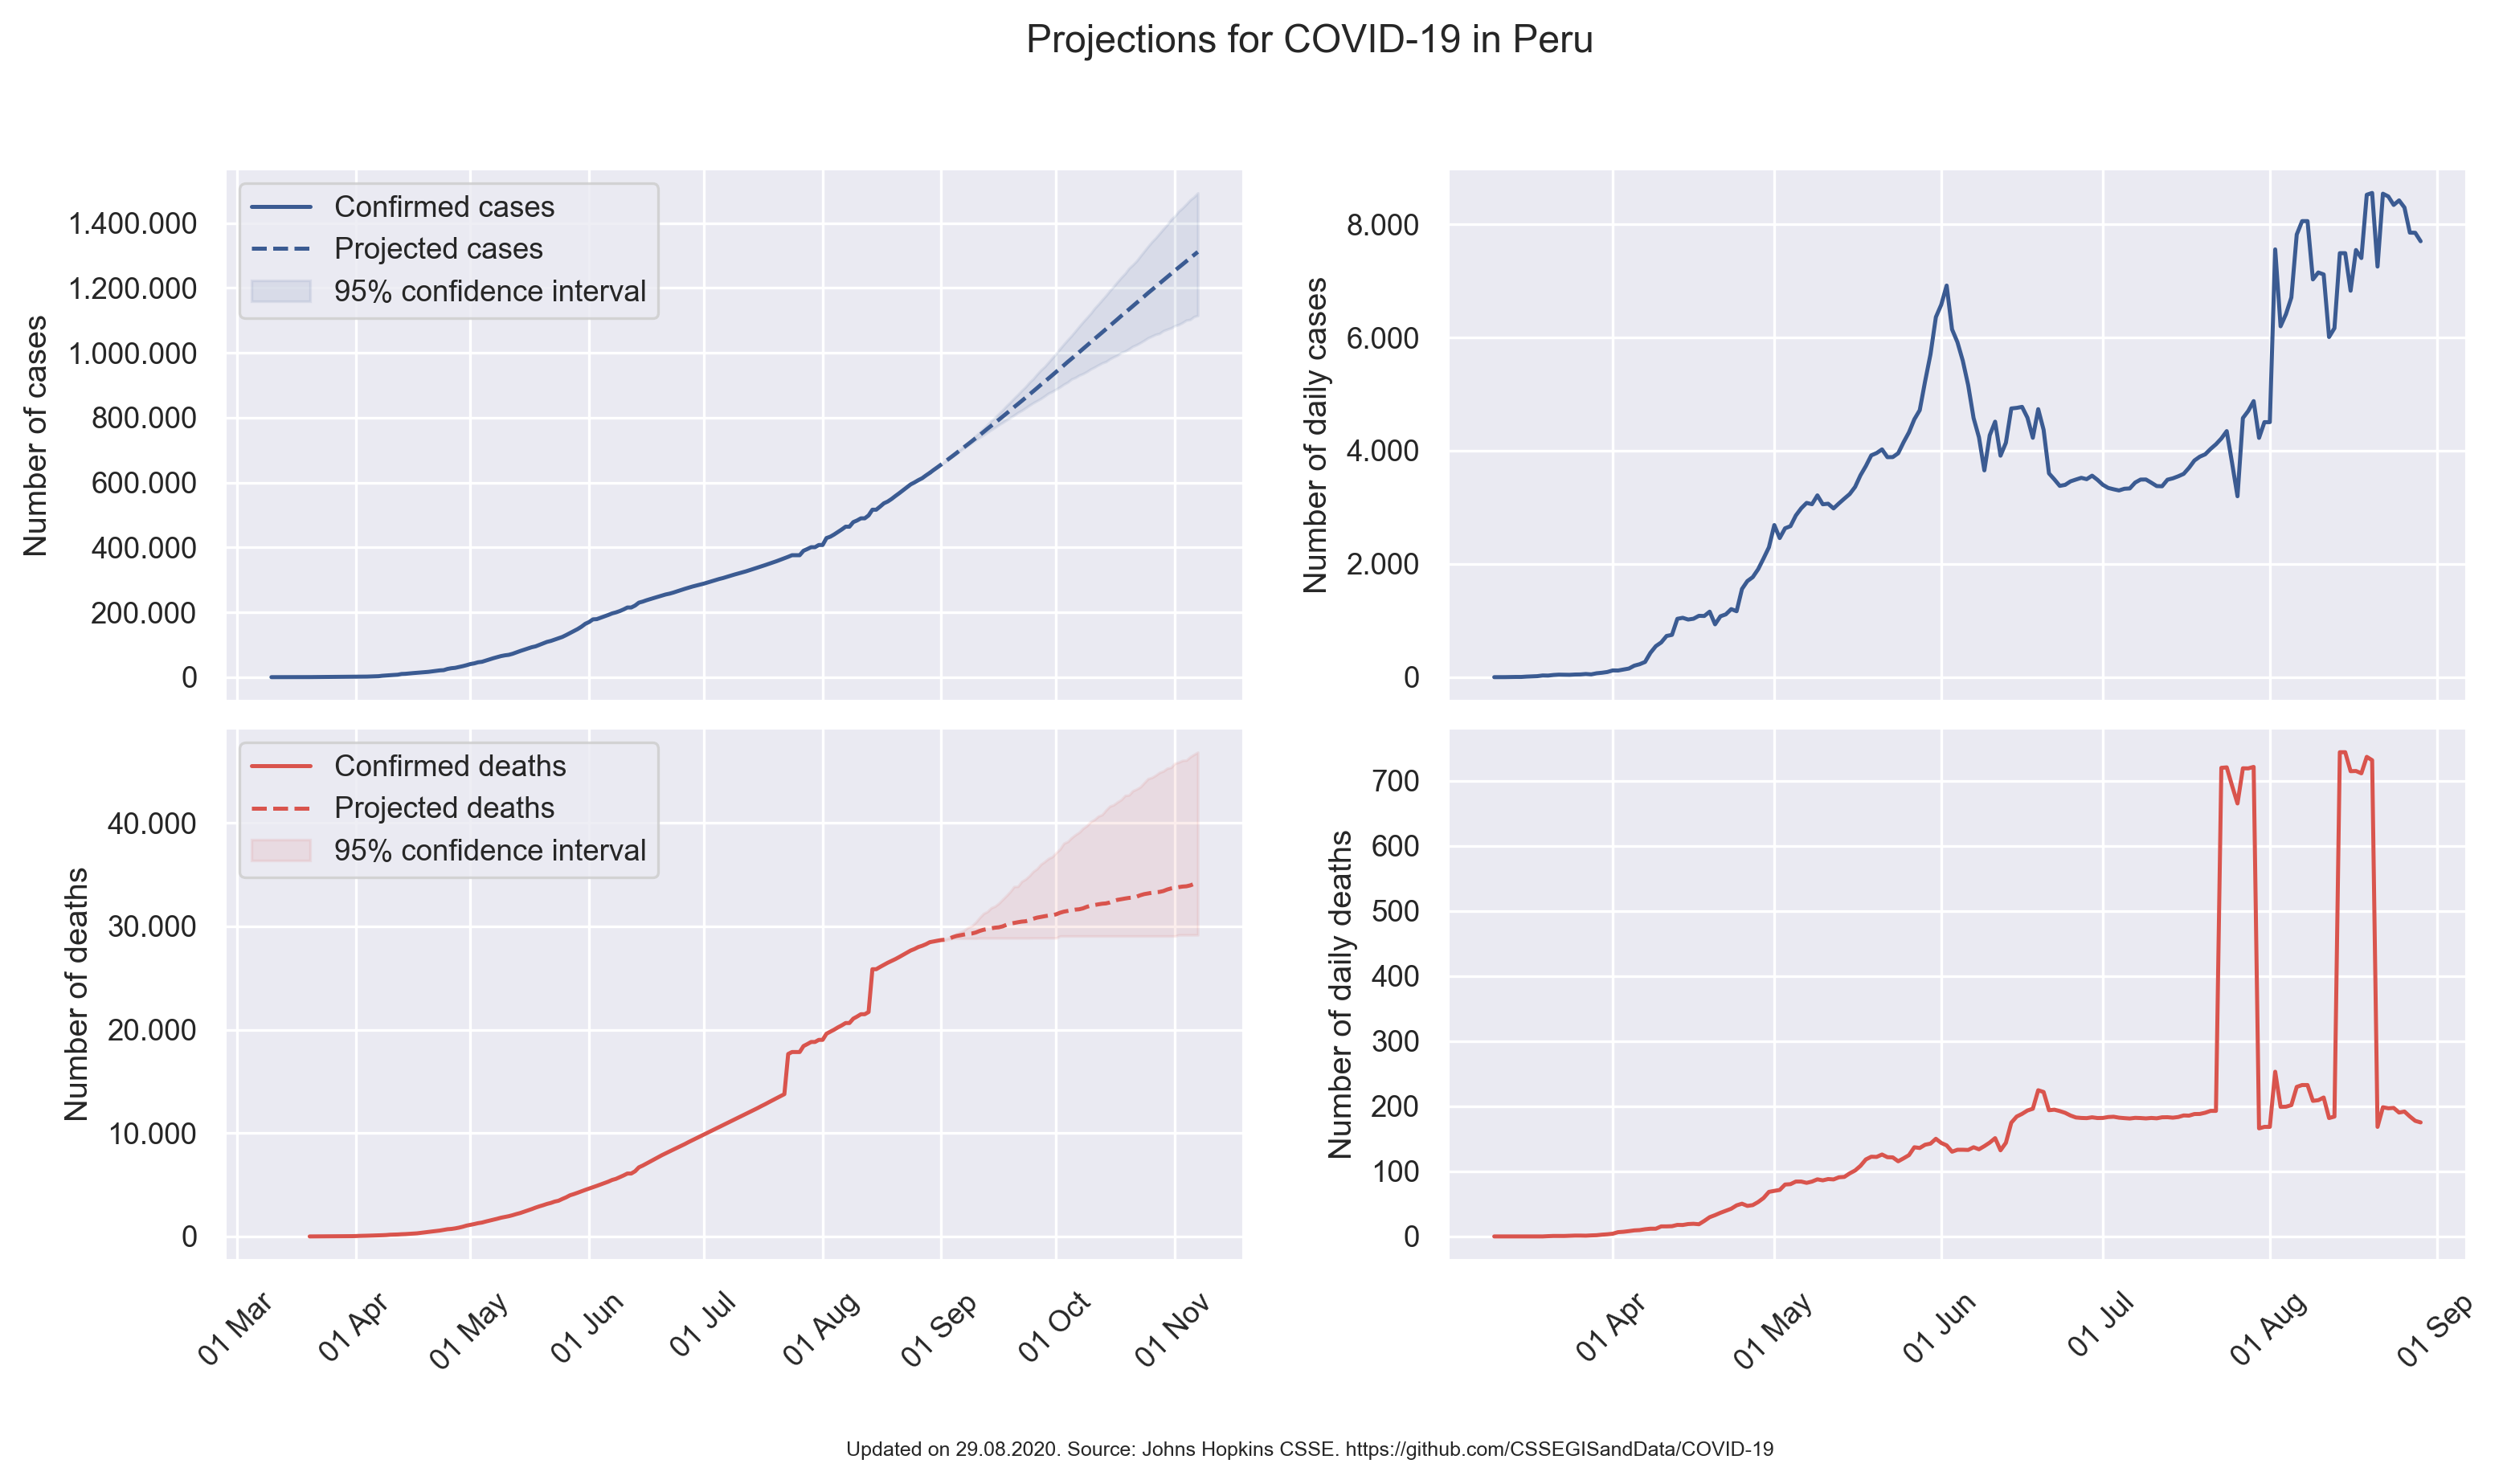 Projections for COVID-19 in Peru
Number of cases
1.400.000
1.200.000
1.000.000
800.000
600.000
400.000
200.000
0
Confirmed cases
Projected cases
95% confidence interval
Number of daily cases
8.000
6.000
4.000
2.000
0
Number of deaths
40.000
30.000
20.000
10.000
0
Confirmed deaths
Projected deaths
95% confidence interval
01 Mar
01 Apr
01 May
01 Jun
01 Jul
01 Aug
01 Sep
01 Oct
01 Nov
Number of daily deaths
700
600
500
400
300
200
100
0
01 Apr
01 May
01 Jun
01 Jul
01 Aug
01 Sep
Updated on 29.08.2020. Source: Johns Hopkins CSSE. https://github.com/CSSEGISandData/COVID-19